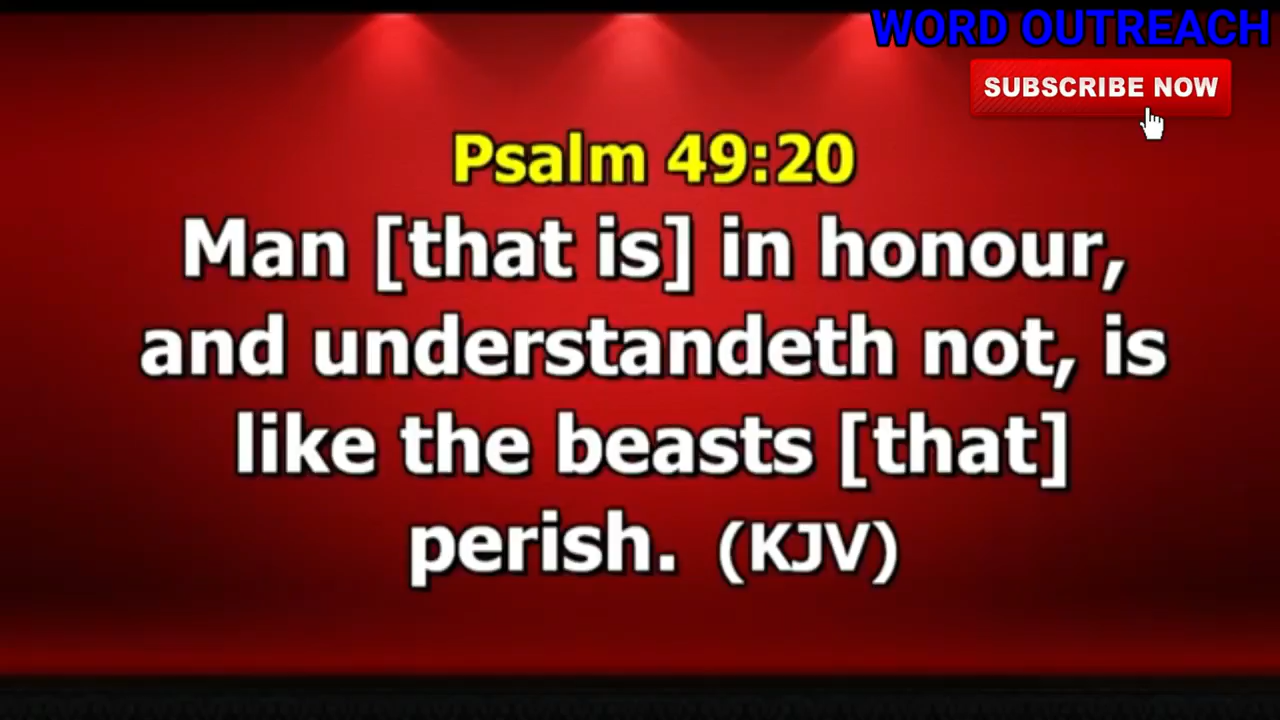 WORD OUTREACH
SUBSCRIBE NOW
Psalm 49:20
Man [that is] in honour,
and understandeth not, is
like the beasts [that]
perish. (KJV)